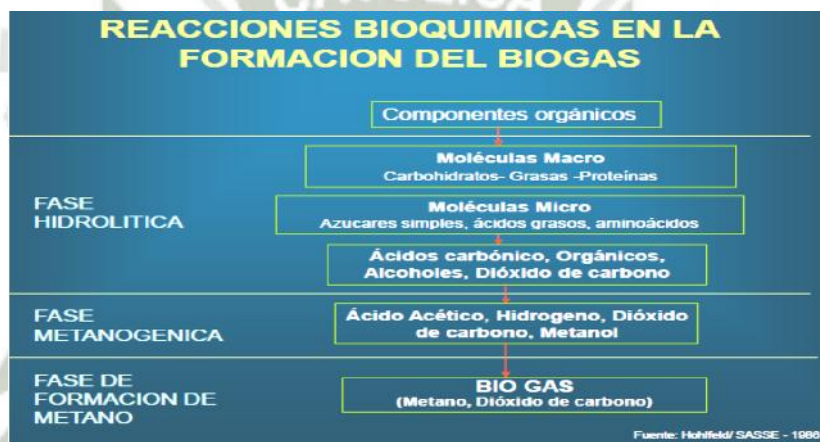 REACCIONES BIOQUIMICAS EN LA
FORMACION DEL BIOGAS
Componentes orgánicos
FASE
HIDROLITICA
Moléculas Macro
Carbohidratos- Grasas -Proteínas
Moléculas Micro
Azucares simples, ácidos grasos, aminoácidos
Ácidos carbónico, Orgánicos,
Alcoholes, Dióxido de carbono
FASE
METANOGENICA
Ácido Acético, Hidrogeno, Dióxido
de carbono, Metanol
FASE DE
FORMACION DE
METANO
BIO GAS
(Metano, Dióxido de carbono)
Fuente: Hohlfeld/ SASSE - 1986